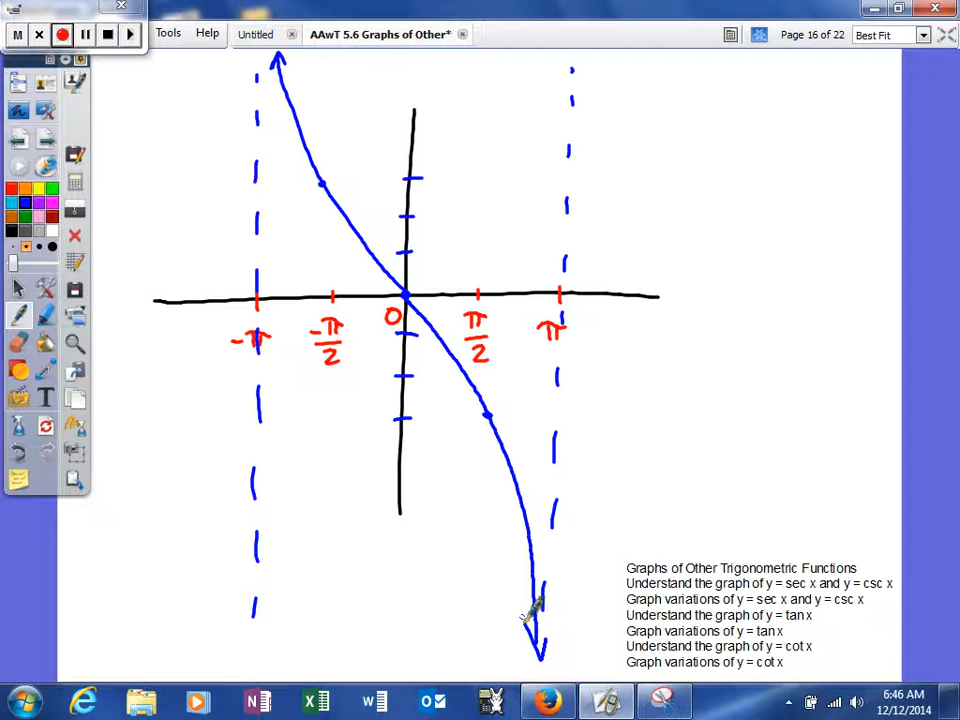 M
Tools Help Untitled AAwT 5.6 Graphs of Other* Page 16 of 22 Best Fit
-π -π/2 0 π/2 π
Graphs of Other Trigonometric Functions
Understand the graph of y = sec x and y = csc x
Graph variations of y = sec x and y = csc x
Understand the graph of y = tan x
Graph variations of y = tan x
Understand the graph of y = cot x
Graph variations of y = cot x
6:46 AM
12/12/2014